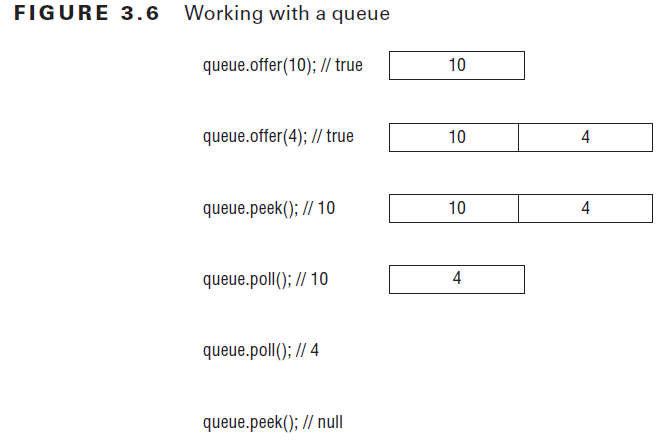 FIGURE 3.6 Working with a queue
queue.offer(10); // true 10
queue.offer(4); // true 10 4
queue.peek(); // 10 10 4
queue.poll(); // 10 4
queue.poll(); // 4
queue.peek(); // null